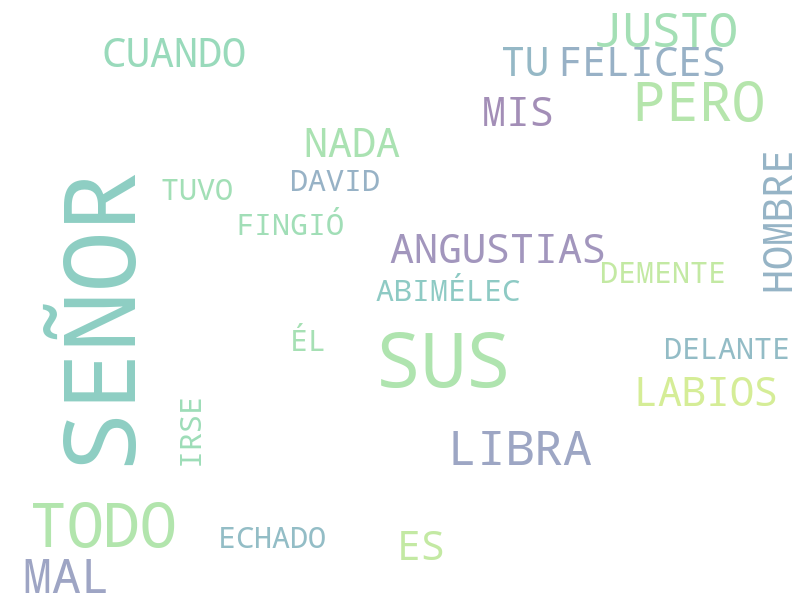 JUSTO
CUANDO
TU FELICES
PERO
MIS
NADA
DAVID
TUVO
HOMBRE
FINGIÓ
ANGUSTIAS
DEMENTE
ABIMÉLEC
SEÑOR
ÉL
DELANTE
SUS
LABIOS
IRSE
LIBRA
TODO
ECHADO
ES
MAL